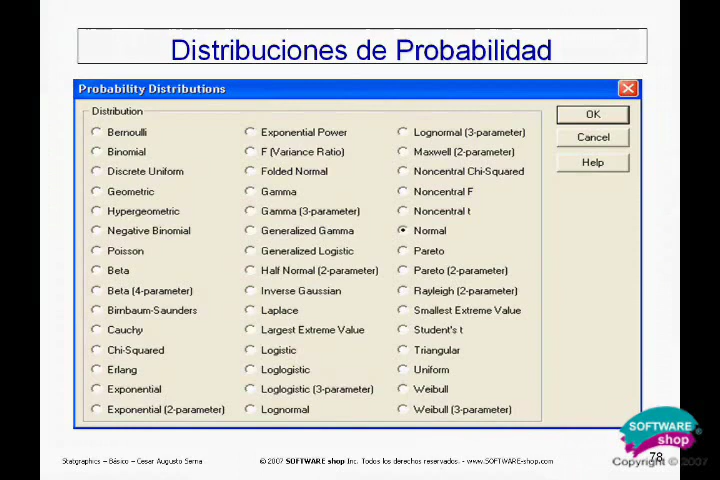 Distribuciones de Probabilidad
Probability Distributions
Distribution
Bernoulli
Binomial
Discrete Uniform
Geometric
Hypergeometric
Negative Binomial
Poisson
Beta
Beta (4-parameter)
Birnbaum-Saunders
Cauchy
Chi-Squared
Erlang
Exponential
Exponential (2-parameter)
Exponential Power
F (Variance Ratio)
Folded Normal
Gamma
Gamma (3-parameter)
Generalized Gamma
Generalized Logistic
Half Normal (2-parameter)
Inverse Gaussian
Laplace
Largest Extreme Value
Logistic
Loglogistic
Loglogistic (3-parameter)
Lognormal
Lognormal (3-parameter)
Maxwell (2-parameter)
Noncentral Chi-Squared
Noncentral F
Noncentral t
Normal
Pareto
Pareto (2-parameter)
Rayleigh (2-parameter)
Smallest Extreme Value
Student's t
Triangular
Uniform
Weibull
Weibull (3-parameter)
OK
Cancel
Help
SOFTWARE
shop
®
78
Copyright © 2007
Statgraphics – Básico – Cesar Augusto Serna
© 2007 SOFTWARE shop Inc. Todos los derechos reservados. - www.SOFTWARE-shop.com